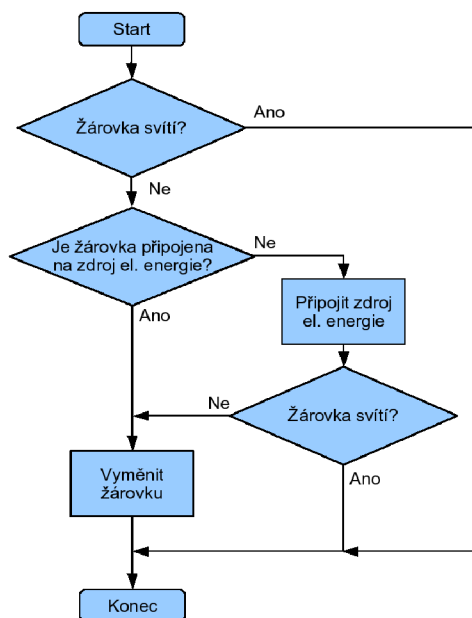 Start
Žárovka svítí?
Ano
Ne
Je žárovka připojena
na zdroj el. energie?
Ne
Ano
Připojit zdroj
el. energie
Ne
Žárovka svítí?
Ano
Vyměnit
žárovku
Konec